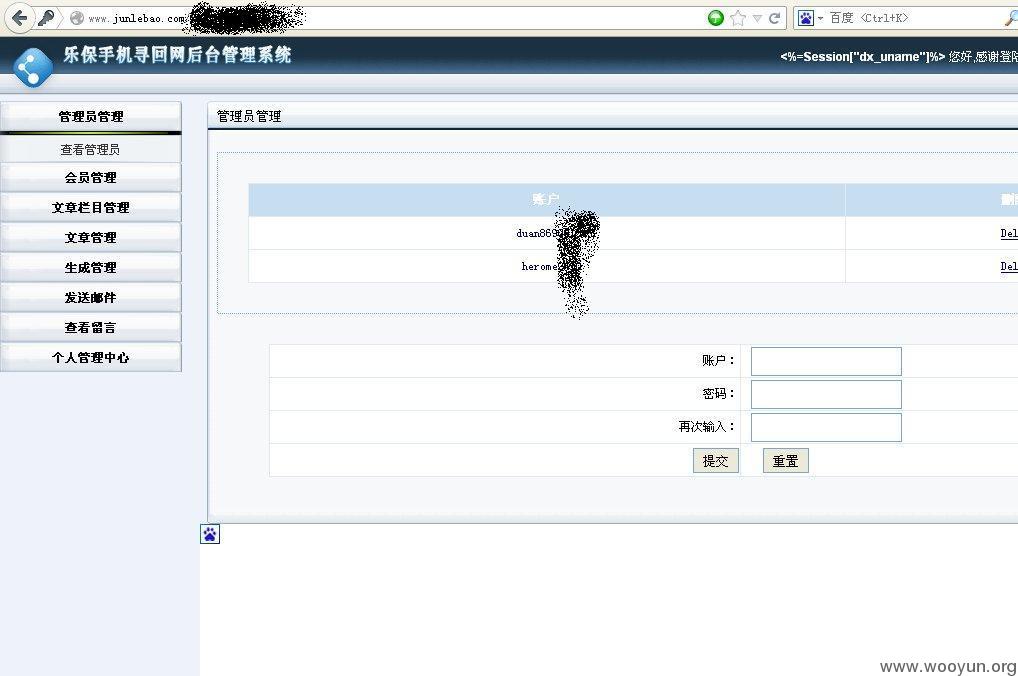 www.junlebao.com
百度 <Ctrl+K>
乐保手机寻回网后台管理系统
<%=Session["dx_uname"]%> 您好,感谢登陆
管理员管理
查看管理员
会员管理
文章栏目管理
文章管理
生成管理
发送邮件
查看留言
个人管理中心
管理员管理
账户
删除
duan869
Del
herome
Del
账户：
密码：
再次输入：
提交 重置
www.wooyun.org